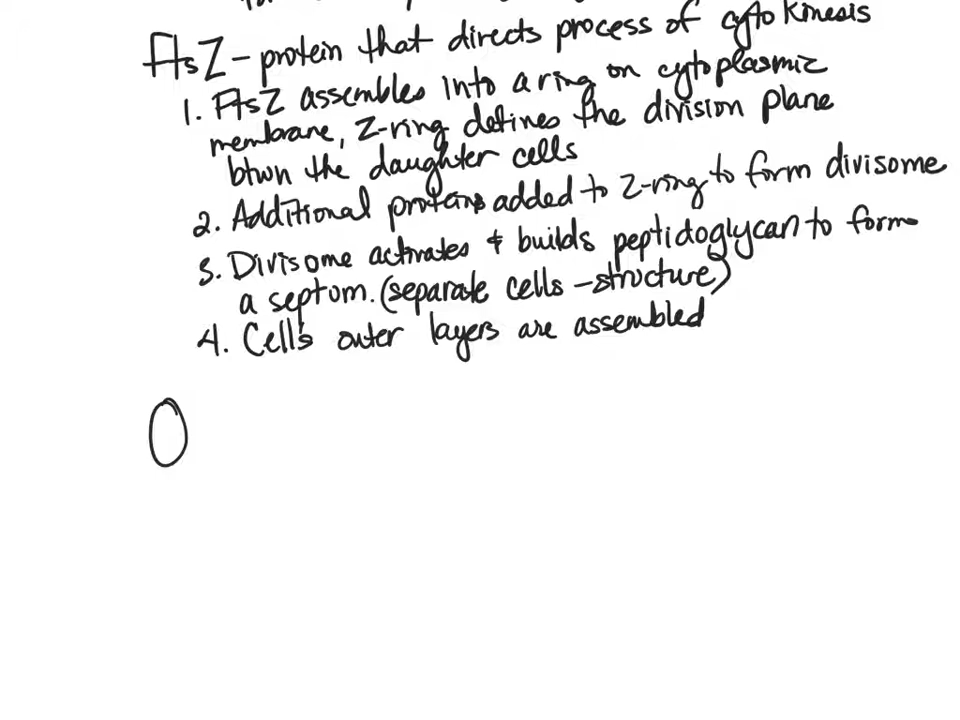 FtsZ - protein that directs process of cytokinesis
1. FtsZ assembles into a ring on cytoplasmic
membrane, Z-ring defines the division plane
btwn the daughter cells
2. Additional proteins added to Z-ring to form divisome
3. Divisome activates & builds peptidoglycan to form
a septum. (separate cells - structure)
4. Cell's outer layers are assembled